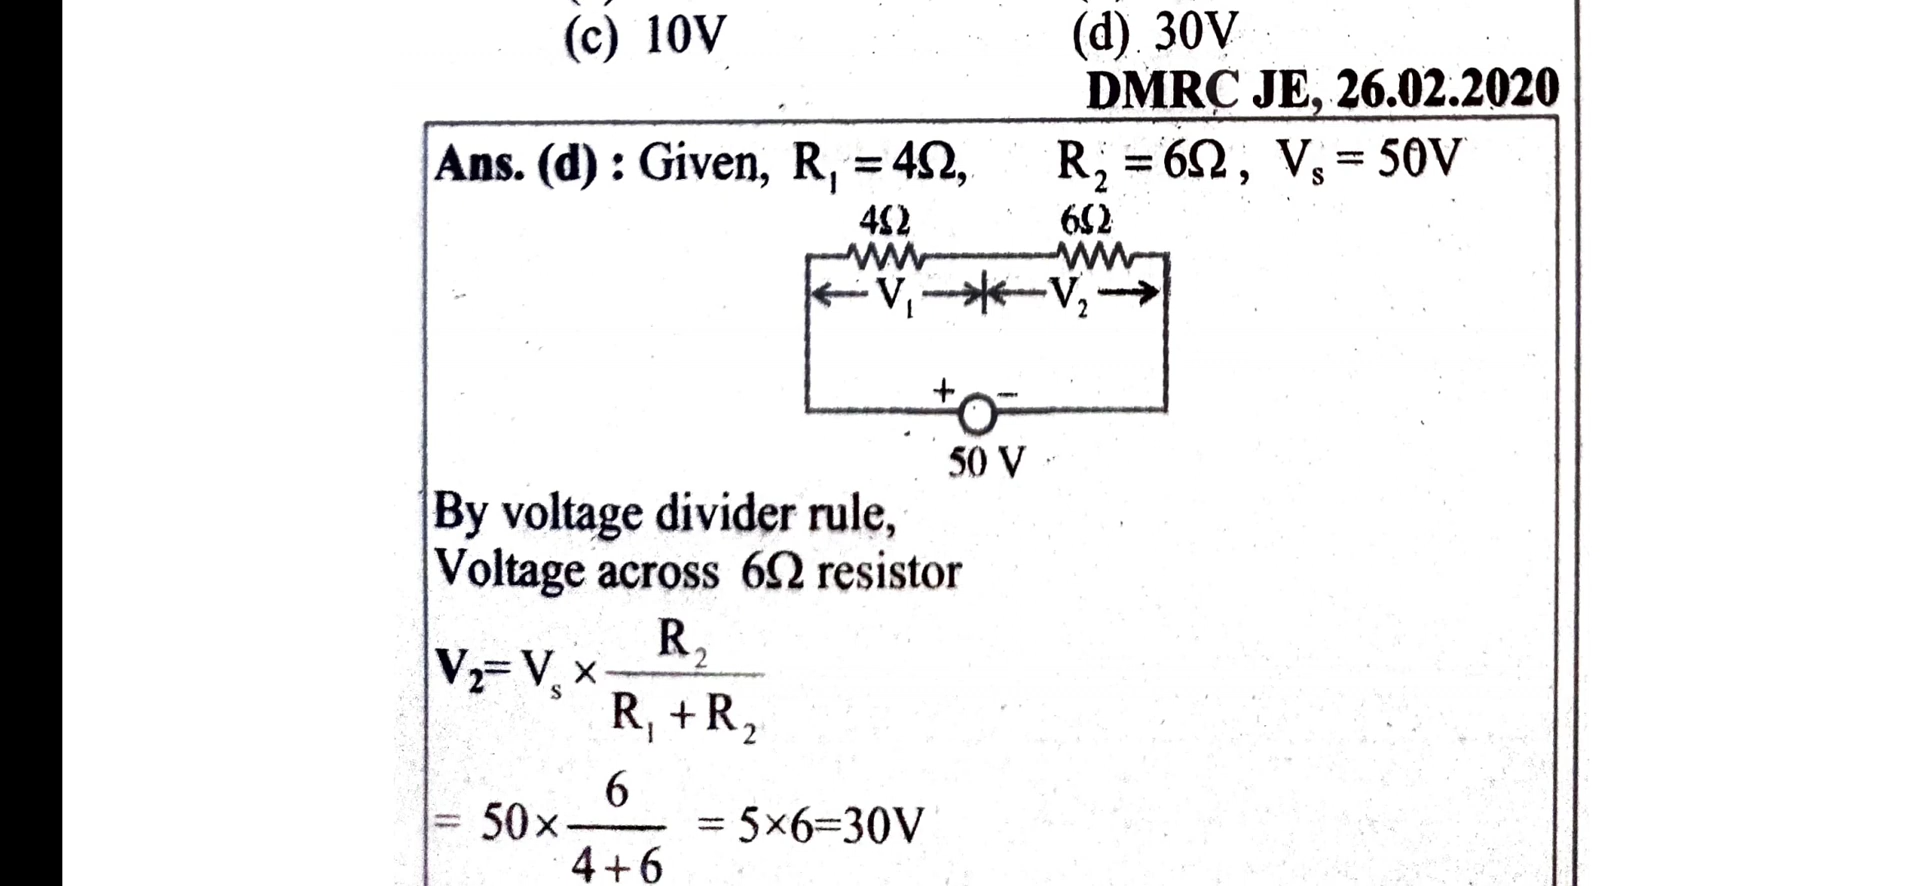 (c) 10V (d) 30V
DMRC JE, 26.02.2020
Ans. (d) : Given, R₁ = 4Ω, R₂ = 6Ω, Vₛ = 50V
4Ω 6Ω
V₁ V₂
+ −
50 V
By voltage divider rule,
Voltage across 6Ω resistor
V₂= Vₛ × R₂ / R₁ + R₂
= 50× 6 / 4+6 = 5×6=30V